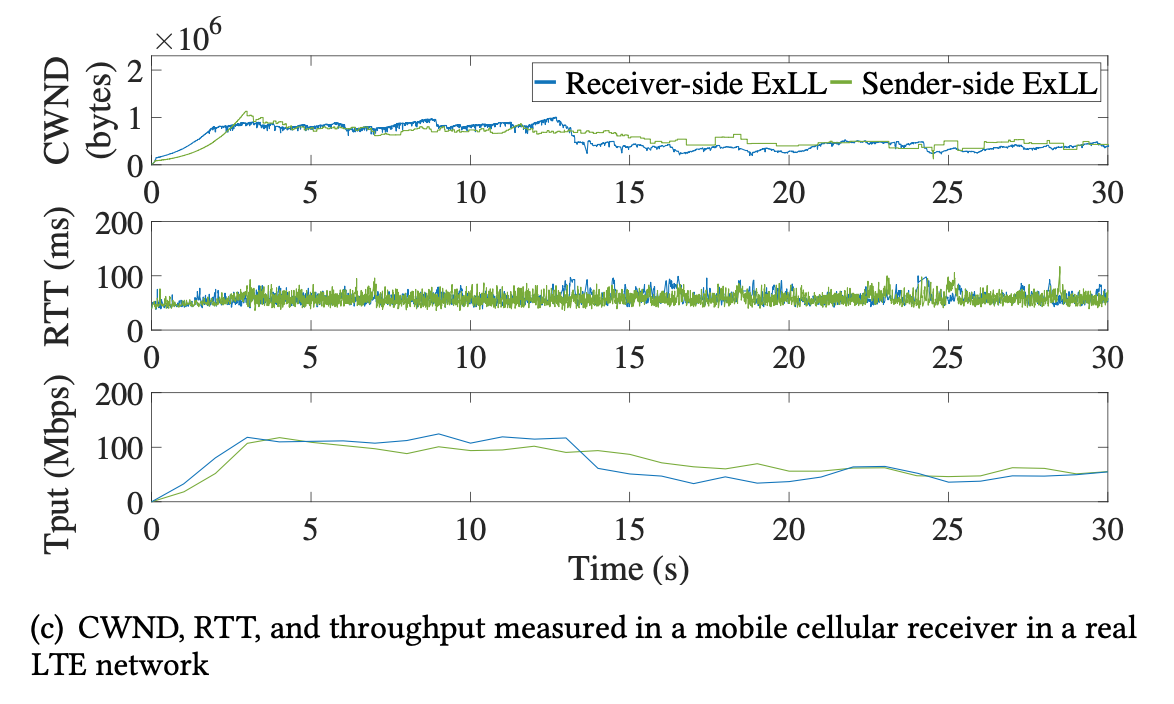 ×10⁶
CWND
(bytes)
2
1
0
Receiver-side ExLL
Sender-side ExLL
0 5 10 15 20 25 30
RTT (ms)
200
100
0
0 5 10 15 20 25 30
Tput (Mbps)
200
100
0
0 5 10 15 20 25 30
Time (s)
(c) CWND, RTT, and throughput measured in a mobile cellular receiver in a real
LTE network